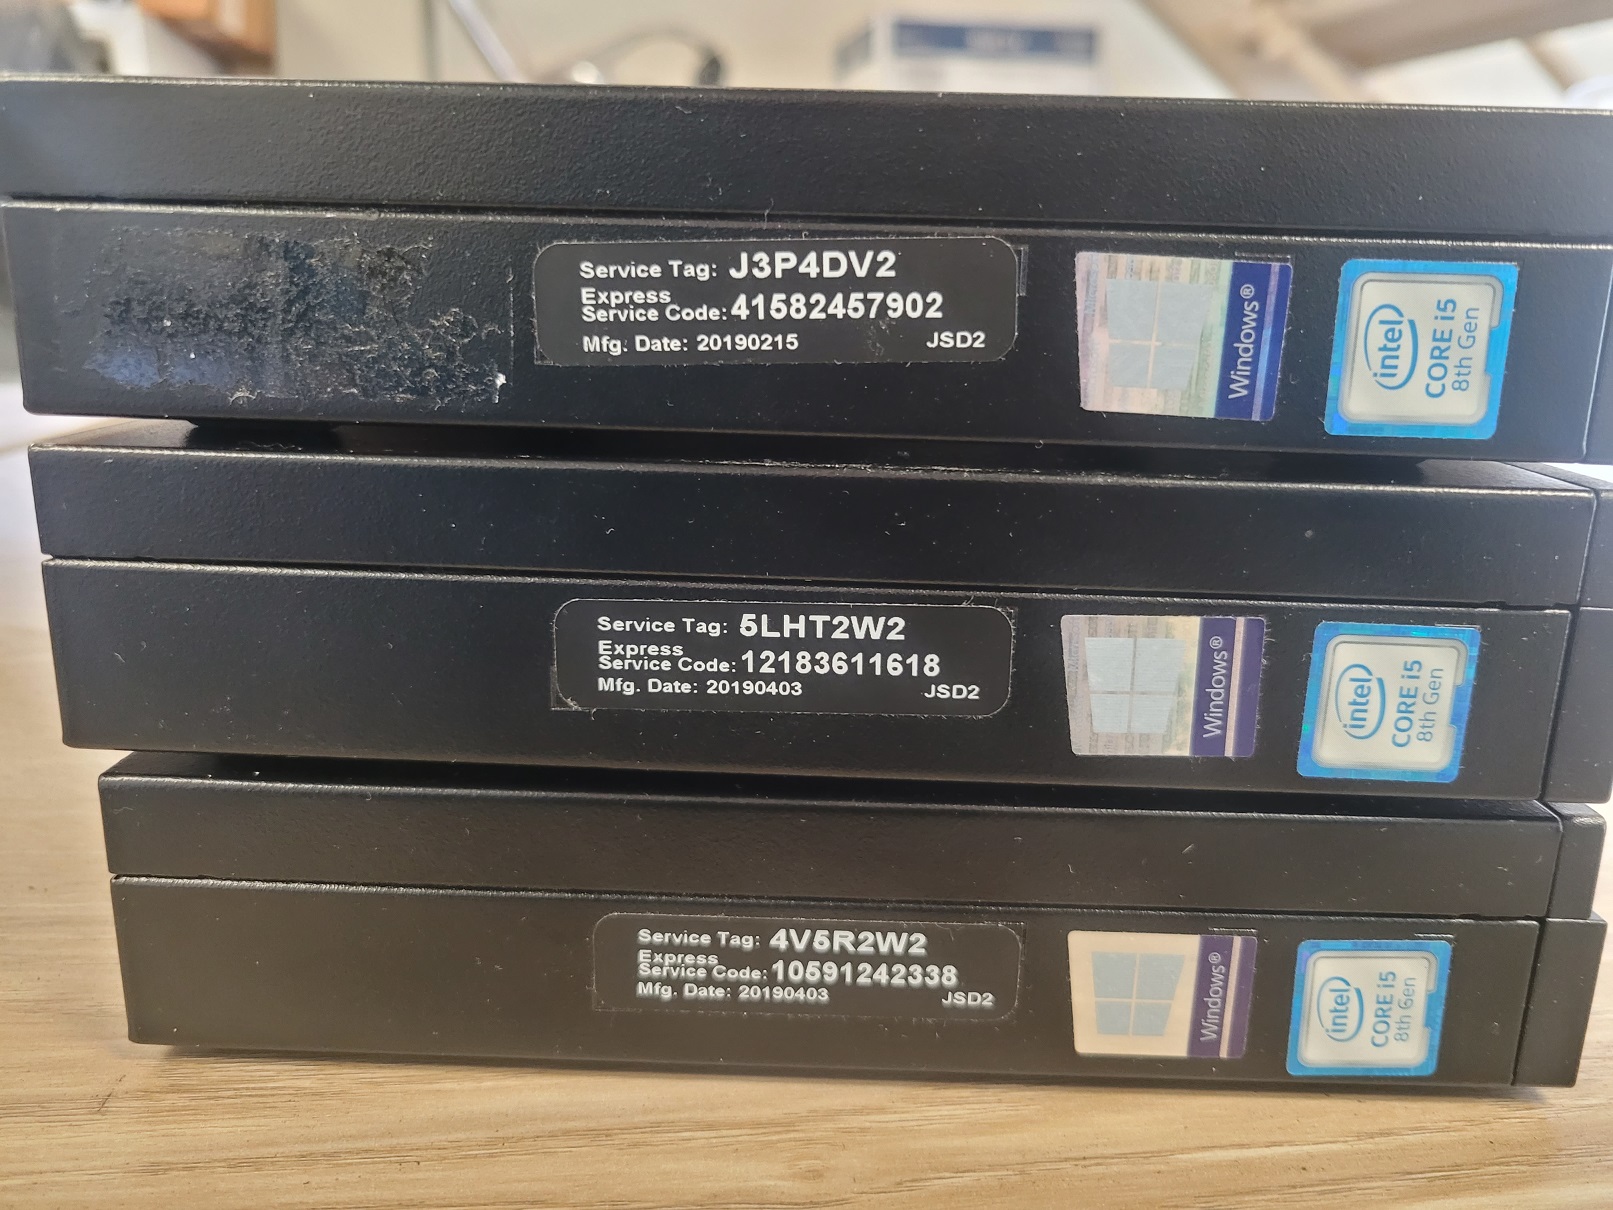 Service Tag: J3P4DV2
Express
Service Code: 41582457902
Mfg. Date: 20190215 JSD2
Windows®
intel®
CORE i5
8th Gen
Service Tag: 5LHT2W2
Express
Service Code: 12183611618
Mfg. Date: 20190403 JSD2
Windows®
intel®
CORE i5
8th Gen
Service Tag: 4V5R2W2
Express
Service Code: 10591242338
Mfg. Date: 20190403 JSD2
Windows®
intel®
CORE i5
8th Gen